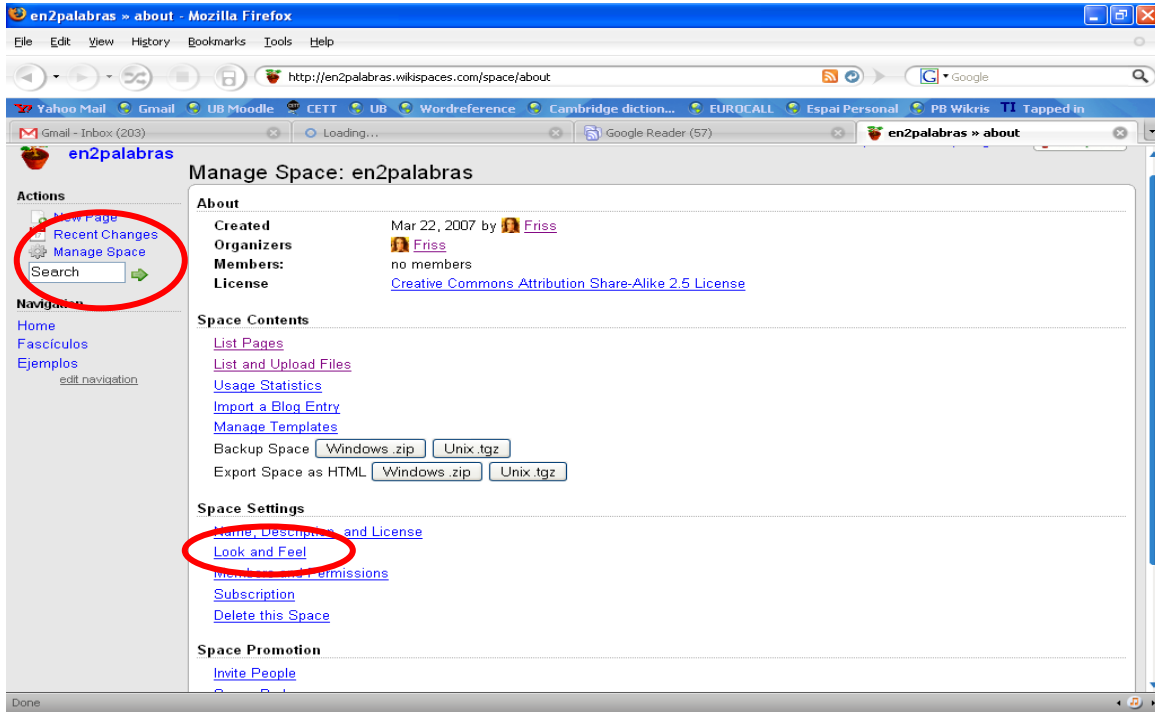 en2palabras » about - Mozilla Firefox
File Edit View History Bookmarks Tools Help
http://en2palabras.wikispaces.com/space/about
G Google
Yahoo Mail Gmail UB Moodle CETT UB Wordreference Cambridge diction... EUROCALL Espai Personal PB Wikris TI Tapped in
Gmail - Inbox (203) Loading... Google Reader (57) en2palabras » about
en2palabras
Actions
New Page
Recent Changes
Manage Space
Search
Navigation
Home
Fascículos
Ejemplos
edit navigation
Manage Space: en2palabras
About
Created Mar 22, 2007 by Friss
Organizers Friss
Members: no members
License Creative Commons Attribution Share-Alike 2.5 License
Space Contents
List Pages
List and Upload Files
Usage Statistics
Import a Blog Entry
Manage Templates
Backup Space Windows .zip Unix .tgz
Export Space as HTML Windows .zip Unix .tgz
Space Settings
Name, Description, and License
Look and Feel
Members and Permissions
Subscription
Delete this Space
Space Promotion
Invite People
Done